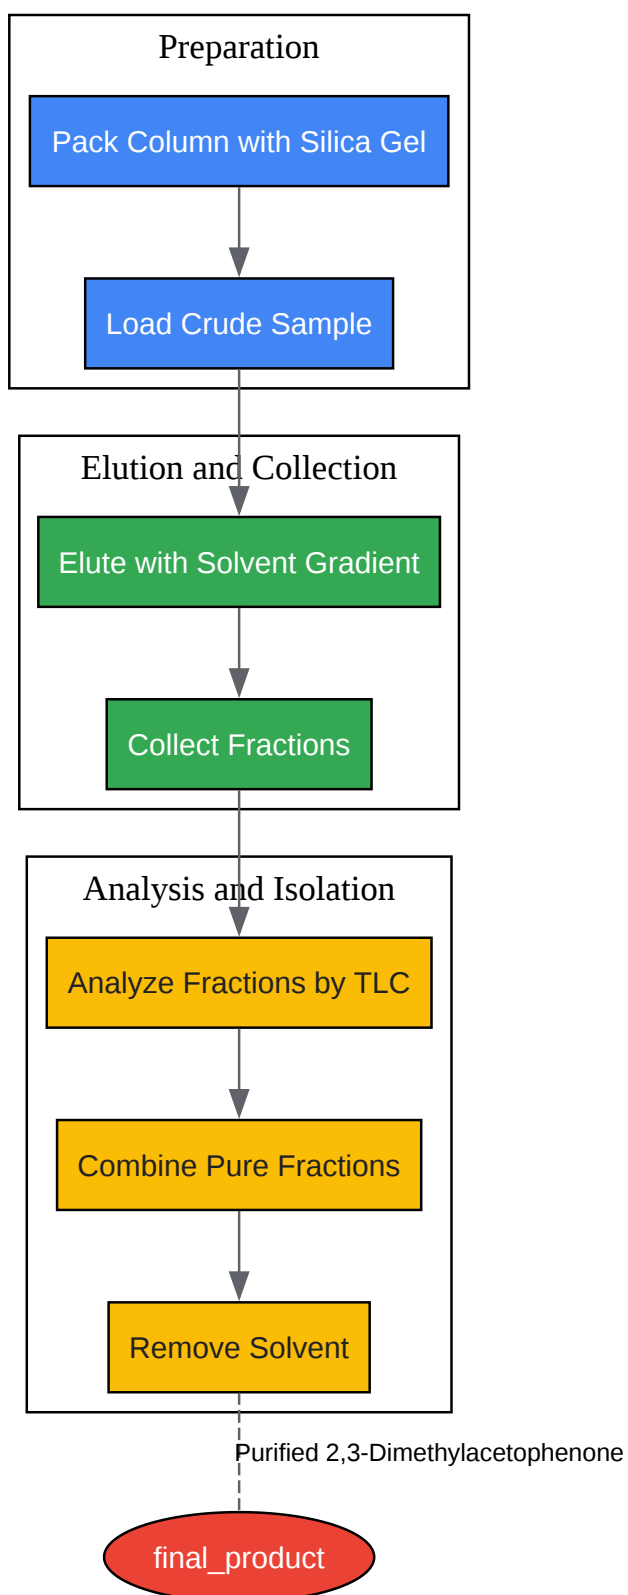 Preparation
Pack Column with Silica Gel
Load Crude Sample
Elution and Collection
Elute with Solvent Gradient
Collect Fractions
Analysis and Isolation
Analyze Fractions by TLC
Combine Pure Fractions
Remove Solvent
Purified 2,3-Dimethylacetophenone
final_product